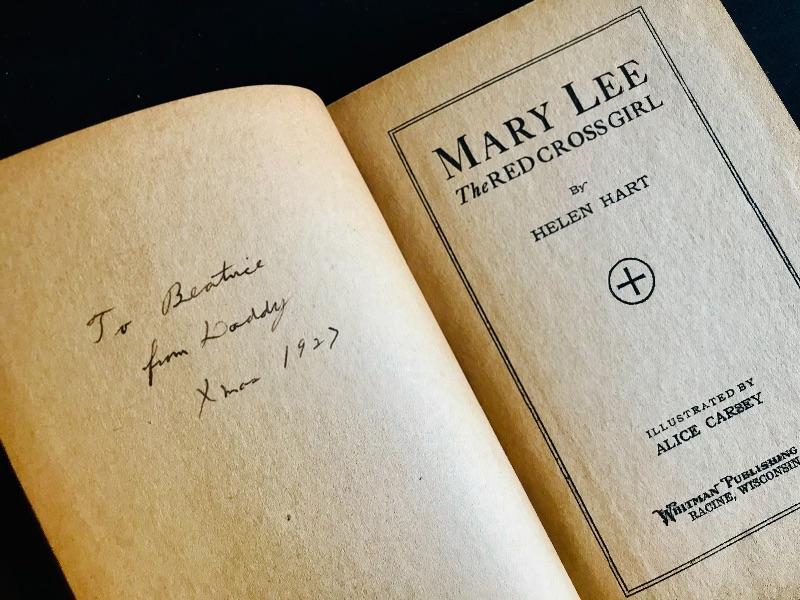 To Beatrice
from Daddy
Xmas 1927
MARY LEE
The RED CROSS GIRL
By
HELEN HART
ILLUSTRATED BY
ALICE CARSEY
WHITMAN PUBLISHING
RACINE, WISCONSIN